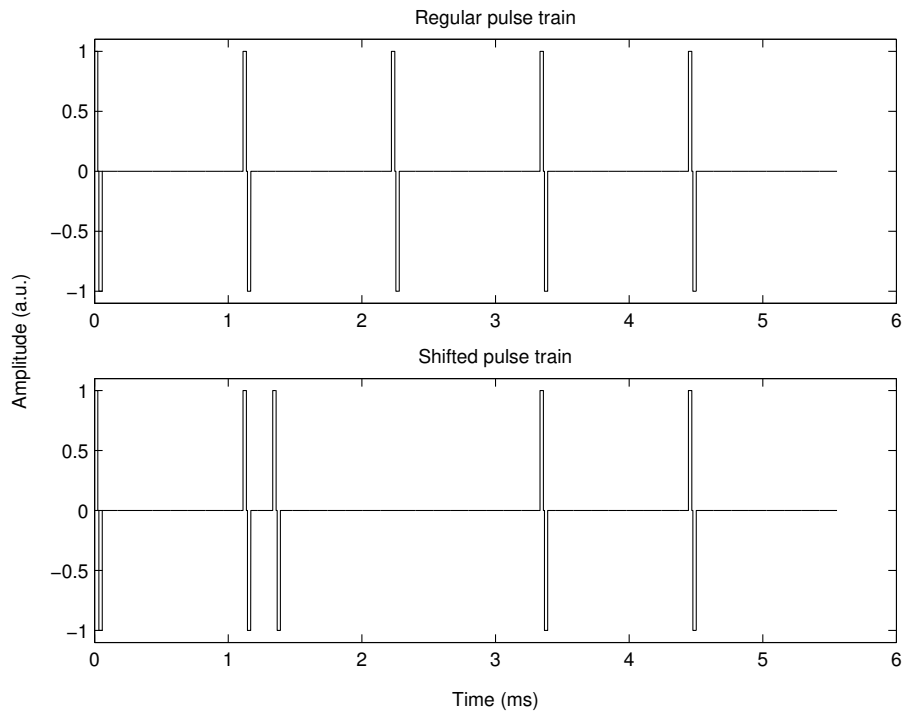 Regular pulse train
1
0.5
0
−0.5
−1
0 1 2 3 4 5 6
Amplitude (a.u.)
Shifted pulse train
1
0.5
0
−0.5
−1
0 1 2 3 4 5 6
Time (ms)